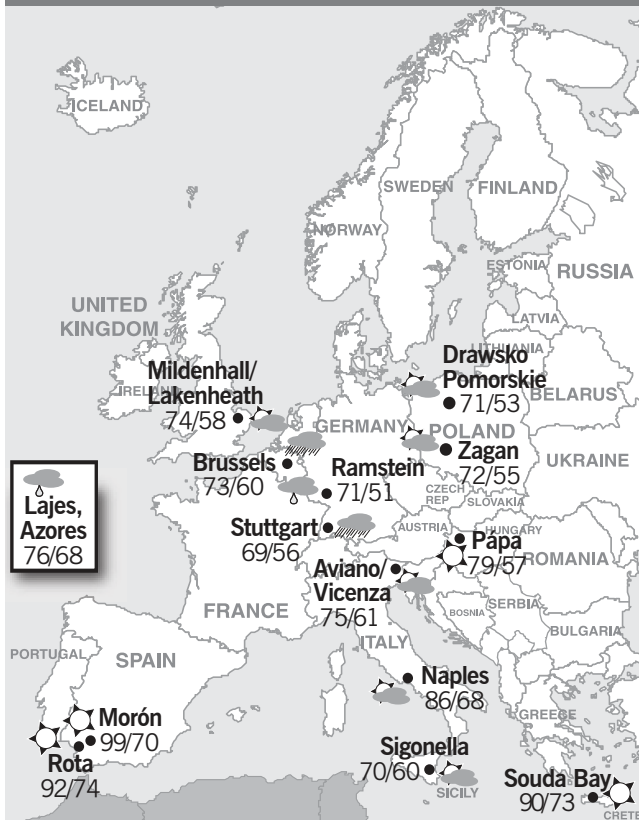 ICELAND
SWEDEN
FINLAND
NORWAY
ESTONIA
RUSSIA
LATVIA
LITHUANIA
UNITED
KINGDOM
IRELAND
Mildenhall/
Lakenheath
74/58
Drawsko
Pomorskie
71/53
BELARUS
GERMANY
POLAND
Zagan
72/55
Brussels
73/60
Ramstein
71/51
UKRAINE
CZECH
REP
SLOVAKIA
Lajes,
Azores
76/68
Stuttgart
69/56
AUSTRIA
HUNGARY
Pápa
79/57
ROMANIA
Aviano/
Vicenza
75/61
FRANCE
BOSNIA
SERBIA
BULGARIA
ITALY
PORTUGAL
SPAIN
Naples
86/68
GREECE
Morón
99/70
Rota
92/74
Sigonella
70/60
SICILY
Souda Bay
90/73
CRETE